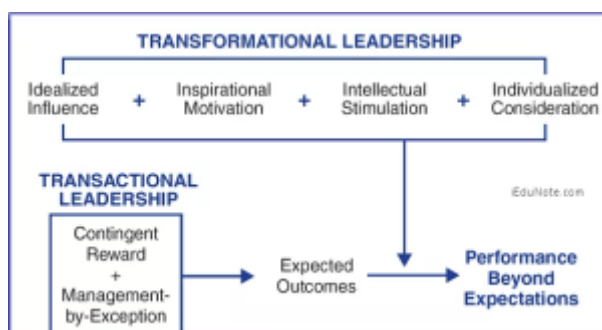 TRANSFORMATIONAL LEADERSHIP
Idealized
Influence
+
Inspirational
Motivation
+
Intellectual
Stimulation
+
Individualized
Consideration
TRANSACTIONAL
LEADERSHIP
iEduNote.com
Contingent
Reward
+
Management-
by-Exception
Expected
Outcomes
Performance
Beyond
Expectations